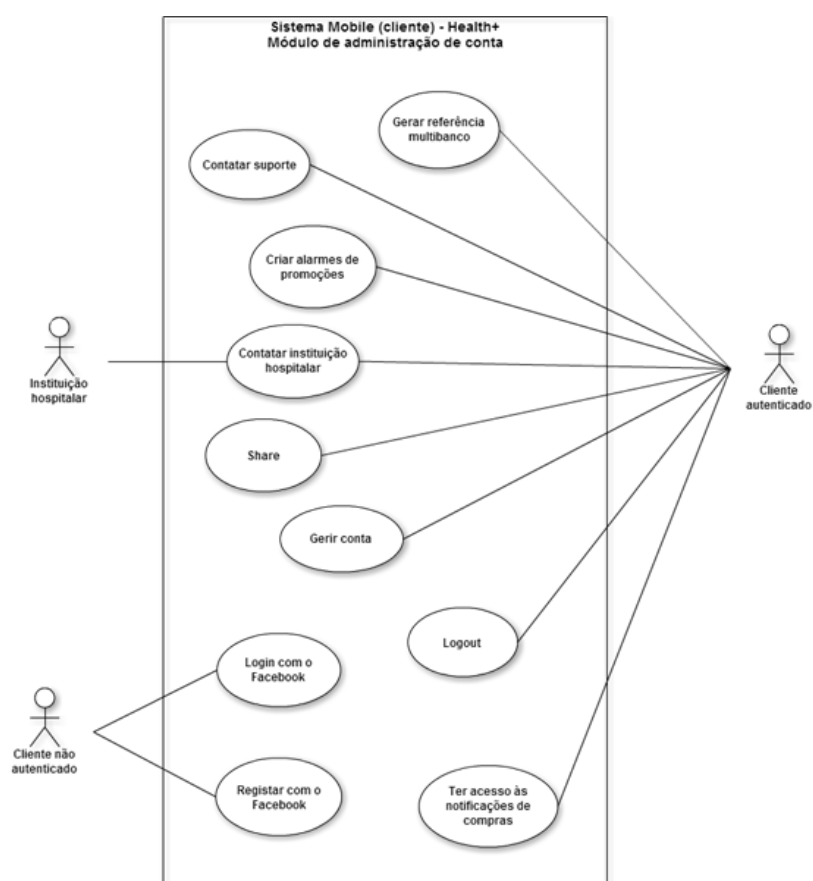 Sistema Mobile (cliente) - Health+
Módulo de administração de conta
Gerar referência
multibanco
Contatar suporte
Criar alarmes de
promoções
Contatar instituição
hospitalar
Instituição
hospitalar
Cliente
autenticado
Share
Gerir conta
Logout
Login com o
Facebook
Cliente não
autenticado
Registar com o
Facebook
Ter acesso às
notificações de
compras